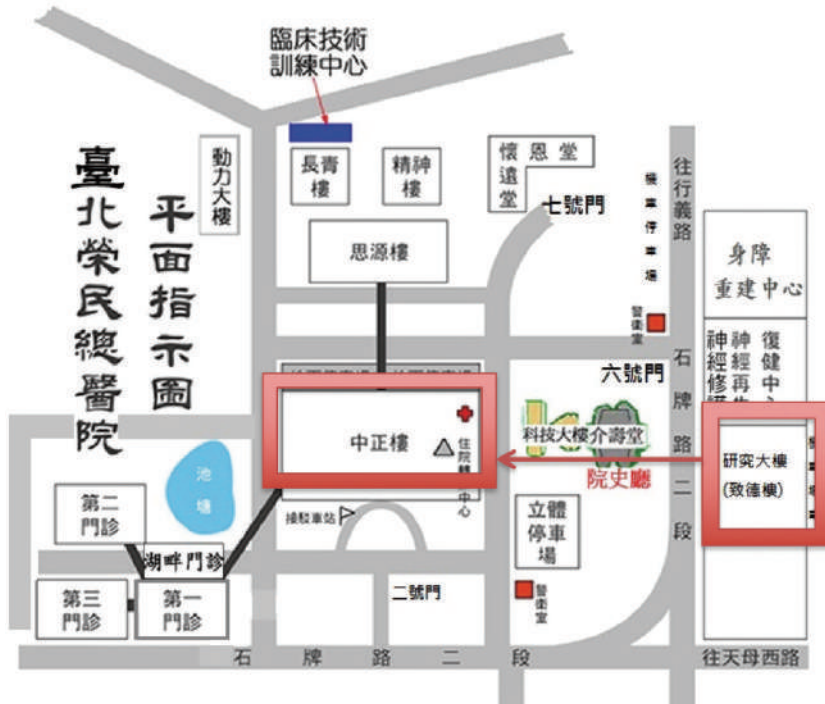 臺北榮民總醫院
平面指示圖
臨床技術
訓練中心
動力大樓
長青
樓
精神
樓
懷恩堂
遠
堂
七號門
機車停車場
往行義路
思源樓
身障
重建中心
警衛室
復健中心
神經再生
神經修護
六號門
石牌路二段
中正樓
住院轉
中心
科技大樓
介壽堂
院史廳
研究大樓
(致德樓)
池塘
第二
門診
接駁車站
立體
停車
場
湖畔門診
第三
門診
第一
門診
二號門
警衛室
石牌路二段
往天母西路